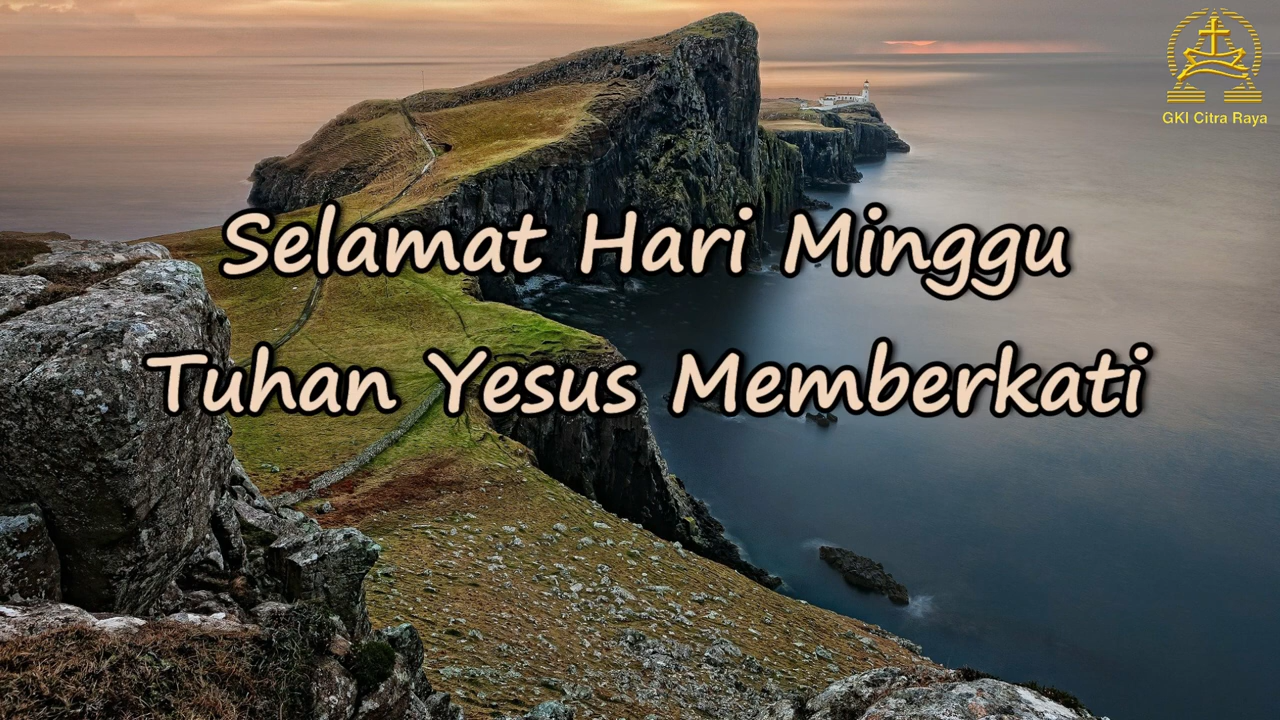 GKI Citra Raya
Selamat Hari Minggu
Tuhan Yesus Memberkati